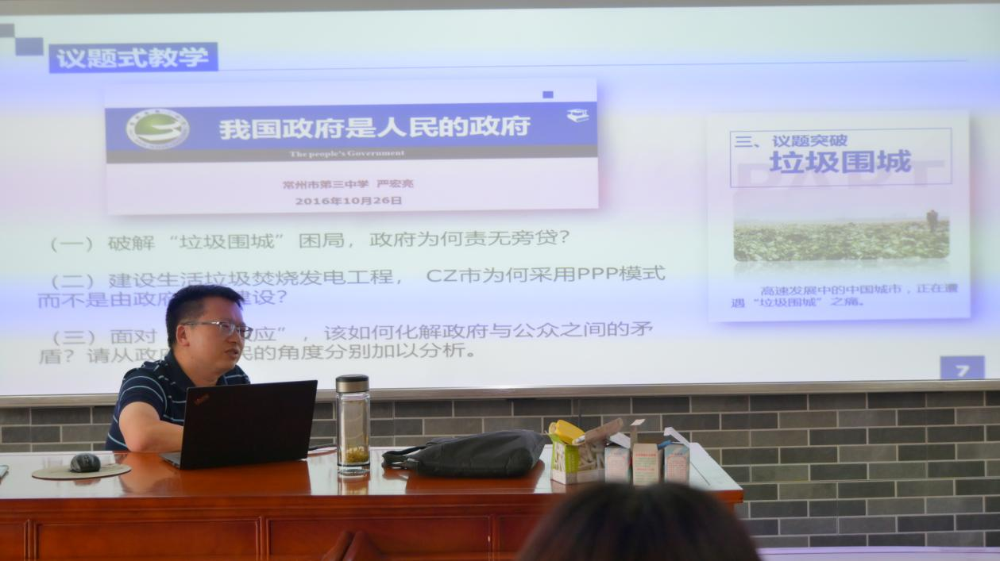 议题式教学
我国政府是人民的政府
The people's Government
常州市第三中学 严宏亮
2016年10月26日
三、议题突破
垃圾围城
PART
高速发展中的中国城市，正在遭
遇“垃圾围城”之痛。
（一）破解“垃圾围城”困局，政府为何责无旁贷？
（二）建设生活垃圾焚烧发电工程， CZ市为何采用PPP模式
而不是由政府 建设？
（三）面对“ 应”，该如何化解政府与公众之间的矛
盾？请从政 民的角度分别加以分析。
7